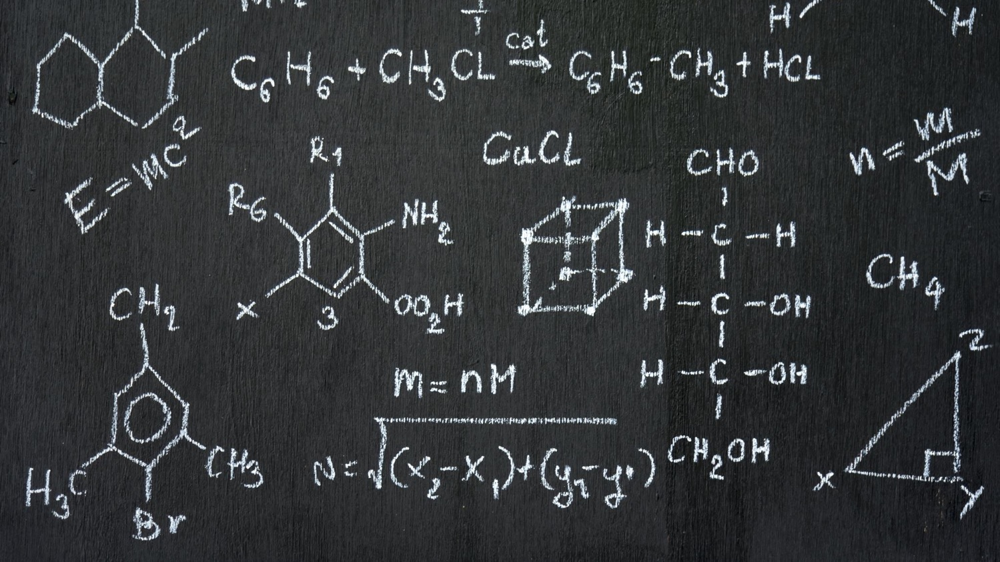 H H
C6H6 + CH3CL cat → C6H6-CH3 + HCL
E=MC2
R1
R6
NH2
X
3
OO2H
CaCL
CHO
H-C-H
H-C-OH
H-C-OH
CH2OH
n = m/M
CH4
CH2
H3C
CH3
Br
m = nM
N = √(x2-x1)+(y2-y1)
Z
X
Y